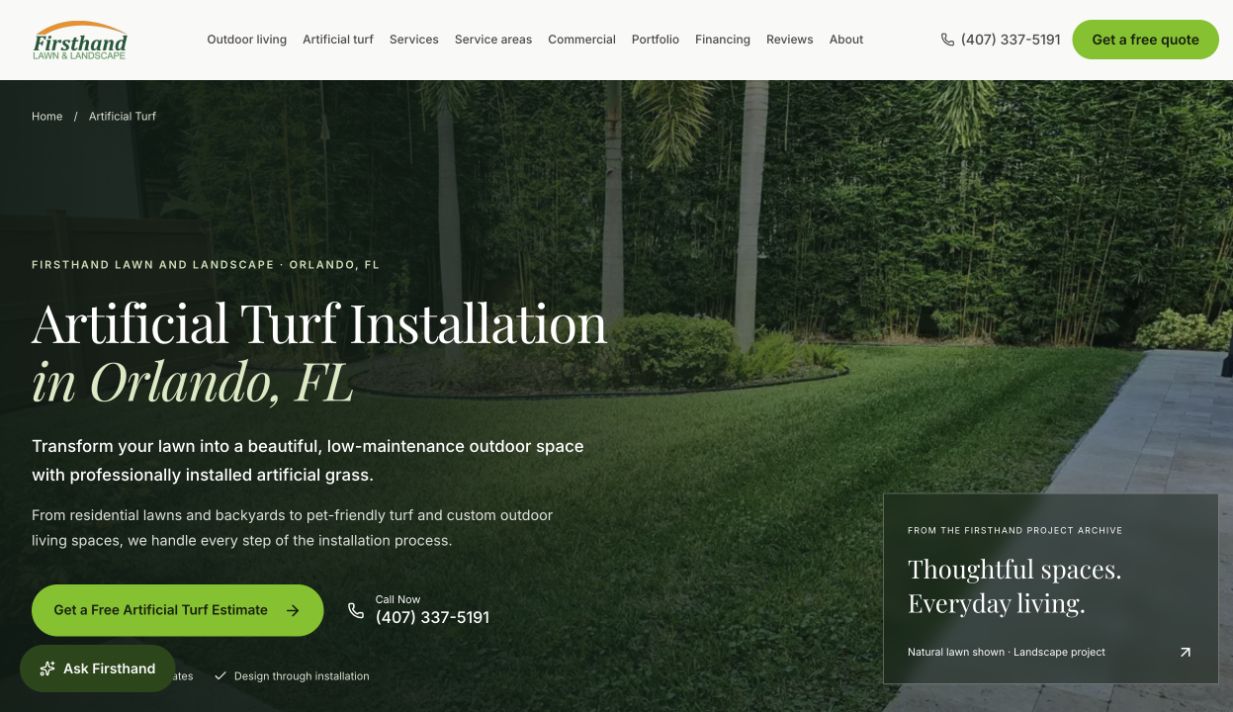 Firsthand
LAWN & LANDSCAPE
Outdoor living
Artificial turf
Services
Service areas
Commercial
Portfolio
Financing
Reviews
About
(407) 337-5191
Get a free quote
Home / Artificial Turf
FIRSTHAND LAWN AND LANDSCAPE · ORLANDO, FL
Artificial Turf Installation
in Orlando, FL
Transform your lawn into a beautiful, low-maintenance outdoor space
with professionally installed artificial grass.
From residential lawns and backyards to pet-friendly turf and custom outdoor
living spaces, we handle every step of the installation process.
Get a Free Artificial Turf Estimate
Call Now
(407) 337-5191
Ask Firsthand
Design through installation
FROM THE FIRSTHAND PROJECT ARCHIVE
Thoughtful spaces.
Everyday living.
Natural lawn shown · Landscape project